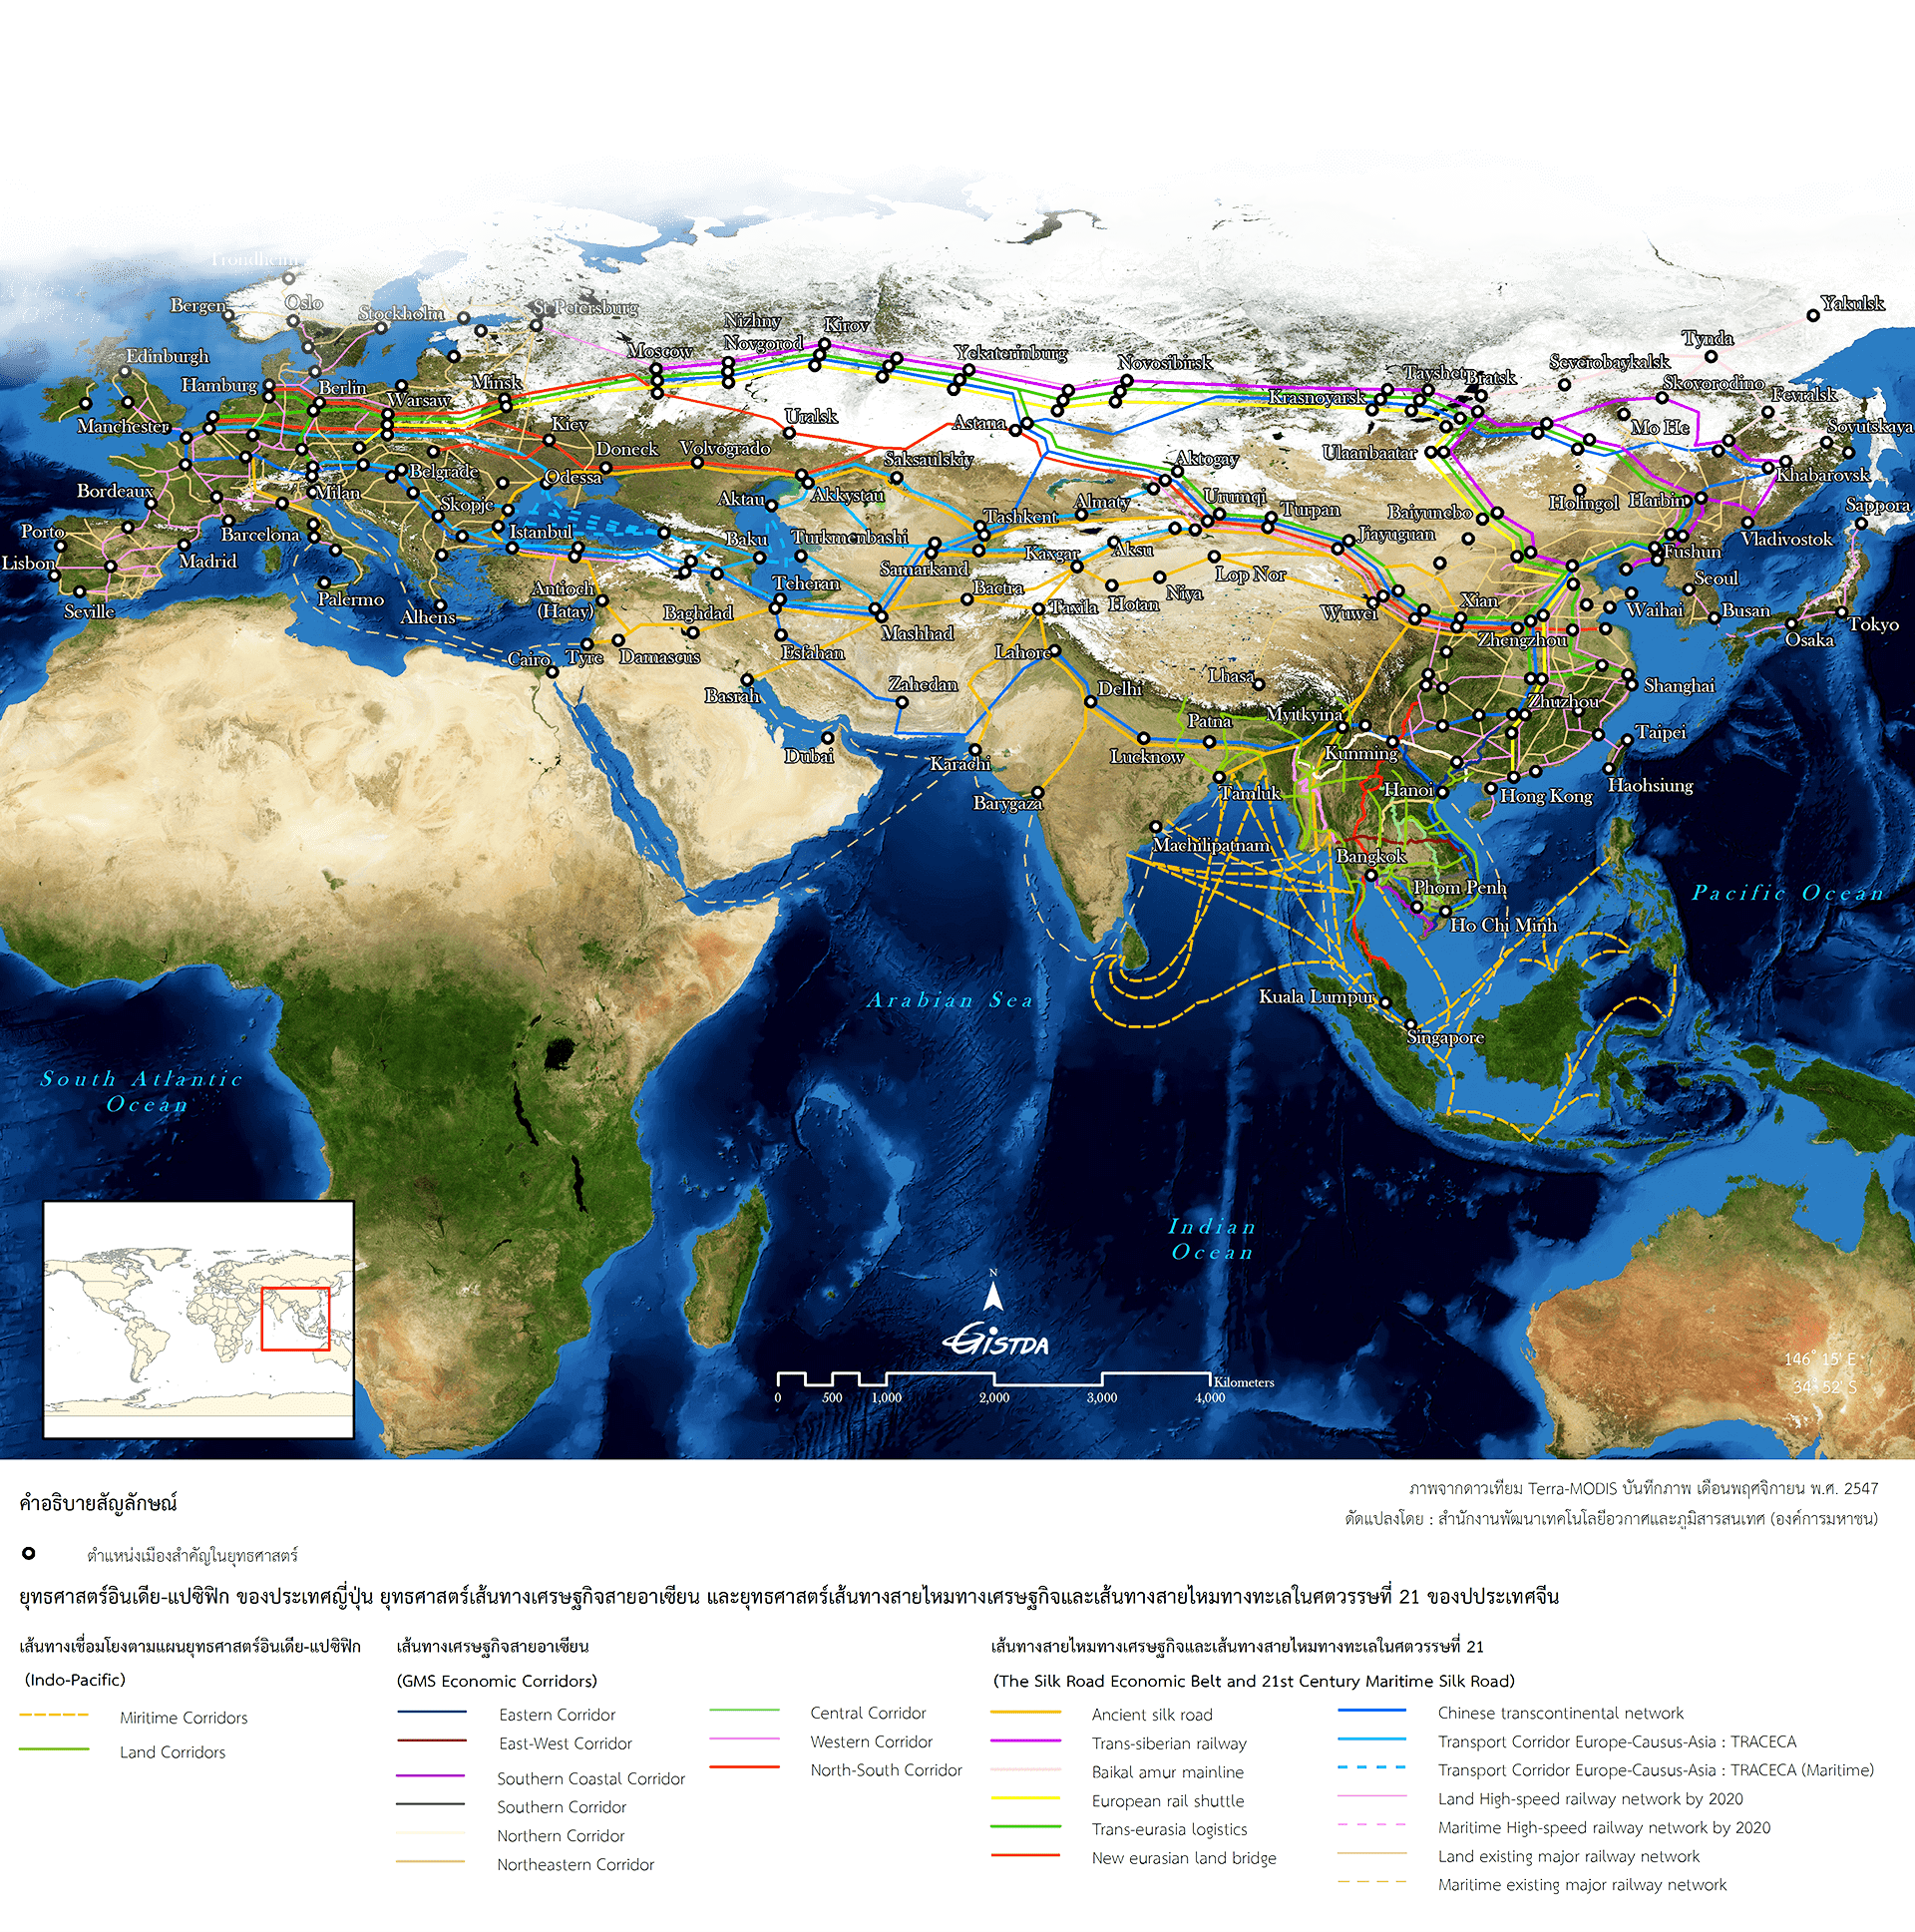 Trondheim
Bergen
Oslo
Stockholm
St Petersburg
Yakulsk
Nizhny
Novgorod
Kirov
Moscow
Yekaterinburg
Novosibirsk
Tynda
Severobaykalsk
Skovorodino
Edinburgh
Hamburg
Berlin
Minsk
Warsaw
Tayshet
Bratsk
Krasnoyarsk
Fevralsk
Manchester
Uralsk
Astana
Mo He
Sovutskaya
Kiev
Doneck
Volvogrado
Saksaulskiy
Ulaanbaatar
Aktogay
Khabarovsk
Belgrade
Odessa
Bordeaux
Milan
Skopje
Aktau
Akkystau
Almaty
Urumqi
Turpan
Baiyunebo
Holingol
Harbin
Sappora
Porto
Barcelona
Istanbul
Baku
Turkmenbashi
Tashkent
Jiayuguan
Vladivostok
Lisbon
Madrid
Samarkand
Kaxgar
Aksu
Fushun
Antioch
(Hatay)
Teheran
Bactra
Lop Nor
Seoul
Seville
Palermo
Alhens
Baghdad
Mashhad
Taxila
Hotan
Niya
Wuwei
Xian
Waihai
Busan
Tokyo
Osaka
Zhengzhou
Cairo
Tyre
Damascus
Esfahan
Lahore
Basrah
Zahedan
Delhi
Lhasa
Shanghai
Zhuzhou
Patna
Myitkyina
Dubai
Karachi
Lucknow
Kunming
Taipei
Barygaza
Tamluk
Hanoi
Hong Kong
Haohsiung
Machilipatnam
Bangkok
Phom Penh
Ho Chi Minh
Pacific Ocean
Arabian Sea
Kuala Lumpur
Singapore
South Atlantic
Ocean
Indian
Ocean
N
GISTDA
Kilometers
0 500 1,000 2,000 3,000 4,000
146° 15' E
34° 52' S
คำอธิบายสัญลักษณ์
ภาพจากดาวเทียม Terra-MODIS บันทึกภาพ เดือนพฤศจิกายน พ.ศ. 2547
ดัดแปลงโดย : สำนักงานพัฒนาเทคโนโลยีอวกาศและภูมิสารสนเทศ (องค์การมหาชน)
ตำแหน่งเมืองสำคัญในยุทธศาสตร์
ยุทธศาสตร์อินเดีย-แปซิฟิก ของประเทศญี่ปุ่น ยุทธศาสตร์เส้นทางเศรษฐกิจสายอาเซียน และยุทธศาสตร์เส้นทางสายไหมทางเศรษฐกิจและเส้นทางสายไหมทางทะเลในศตวรรษที่ 21 ของปประเทศจีน
เส้นทางเชื่อมโยงตามแผนยุทธศาสตร์อินเดีย-แปซิฟิก
(Indo-Pacific)
Miritime Corridors
Land Corridors
เส้นทางเศรษฐกิจสายอาเซียน
(GMS Economic Corridors)
Eastern Corridor
East-West Corridor
Southern Coastal Corridor
Southern Corridor
Northern Corridor
Northeastern Corridor
Central Corridor
Western Corridor
North-South Corridor
เส้นทางสายไหมทางเศรษฐกิจและเส้นทางสายไหมทางทะเลในศตวรรษที่ 21
(The Silk Road Economic Belt and 21st Century Maritime Silk Road)
Ancient silk road
Trans-siberian railway
Baikal amur mainline
European rail shuttle
Trans-eurasia logistics
New eurasian land bridge
Chinese transcontinental network
Transport Corridor Europe-Causus-Asia : TRACECA
Transport Corridor Europe-Causus-Asia : TRACECA (Maritime)
Land High-speed railway network by 2020
Maritime High-speed railway network by 2020
Land existing major railway network
Maritime existing major railway network